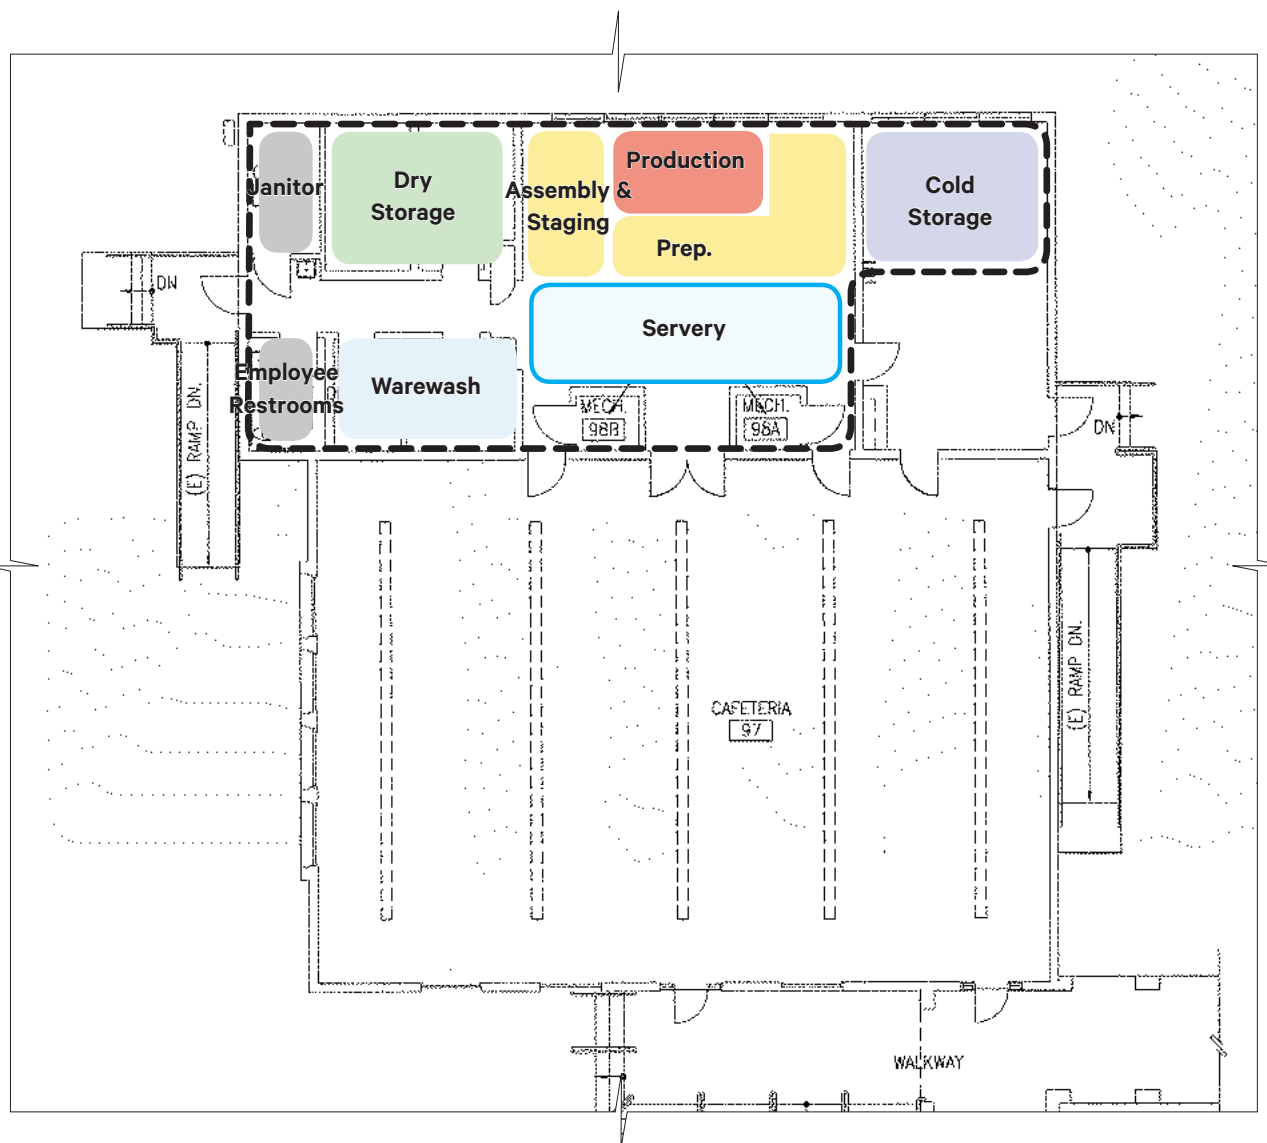 Janitor
Dry
Storage
Assembly &
Staging
Production
Prep.
Cold
Storage
DW
Servery
Employee
Restrooms
Warewash
MECH.
98B
MECH.
98A
DN
(E) RAMP DN.
(E) RAMP DN.
CAFETERIA
97
WALKWAY